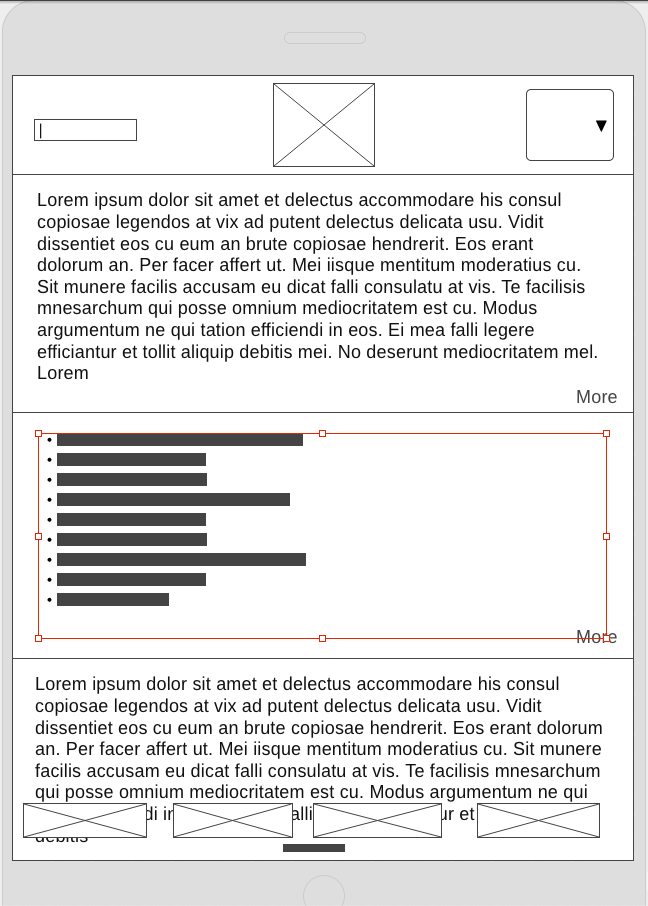 Lorem ipsum dolor sit amet et delectus accommodare his consul
copiosae legendos at vix ad putent delectus delicata usu. Vidit
dissentiet eos cu eum an brute copiosae hendrerit. Eos erant
dolorum an. Per facer affert ut. Mei iisque mentitum moderatius cu.
Sit munere facilis accusam eu dicat falli consulatu at vis. Te facilisis
mnesarchum qui posse omnium mediocritatem est cu. Modus
argumentum ne qui tation efficiendi in eos. Ei mea falli legere
efficiantur et tollit aliquip debitis mei. No deserunt mediocritatem mel.
Lorem
More
More
Lorem ipsum dolor sit amet et delectus accommodare his consul
copiosae legendos at vix ad putent delectus delicata usu. Vidit
dissentiet eos cu eum an brute copiosae hendrerit. Eos erant dolorum
an. Per facer affert ut. Mei iisque mentitum moderatius cu. Sit munere
facilis accusam eu dicat falli consulatu at vis. Te facilisis mnesarchum
qui posse omnium mediocritatem est cu. Modus argumentum ne qui
et
debitis